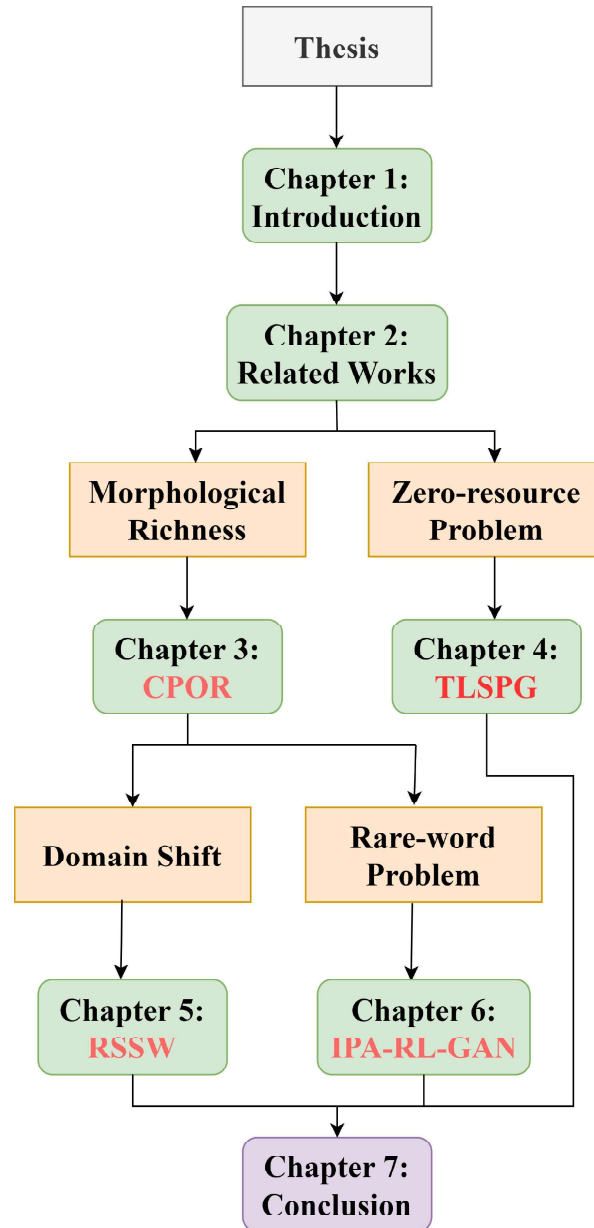 Thesis
Chapter 1:
Introduction
Chapter 2:
Related Works
Morphological
Richness
Zero-resource
Problem
Chapter 3:
CPOR
Chapter 4:
TLSPG
Domain Shift
Rare-word
Problem
Chapter 5:
RSSW
Chapter 6:
IPA-RL-GAN
Chapter 7:
Conclusion